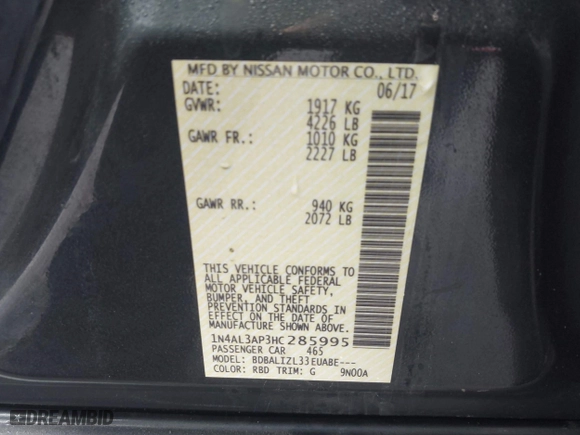 MFD BY NISSAN MOTOR CO., LTD.
DATE: 06/17
GVWR: 1917 KG
4226 LB
GAWR FR.: 1010 KG
2227 LB
GAWR RR.: 940 KG
2072 LB
THIS VEHICLE CONFORMS TO
ALL APPLICABLE FEDERAL
MOTOR VEHICLE SAFETY,
BUMPER, AND THEFT
PREVENTION STANDARDS IN
EFFECT ON THE DATE OF
MANUFACTURE SHOWN ABOVE.
1N4AL3AP3HC285995
PASSENGER CAR 465
MODEL: BDBALIZL33EUABE---
COLOR: RBD TRIM: G 9N00A
DEALER AUCTION HISTORY